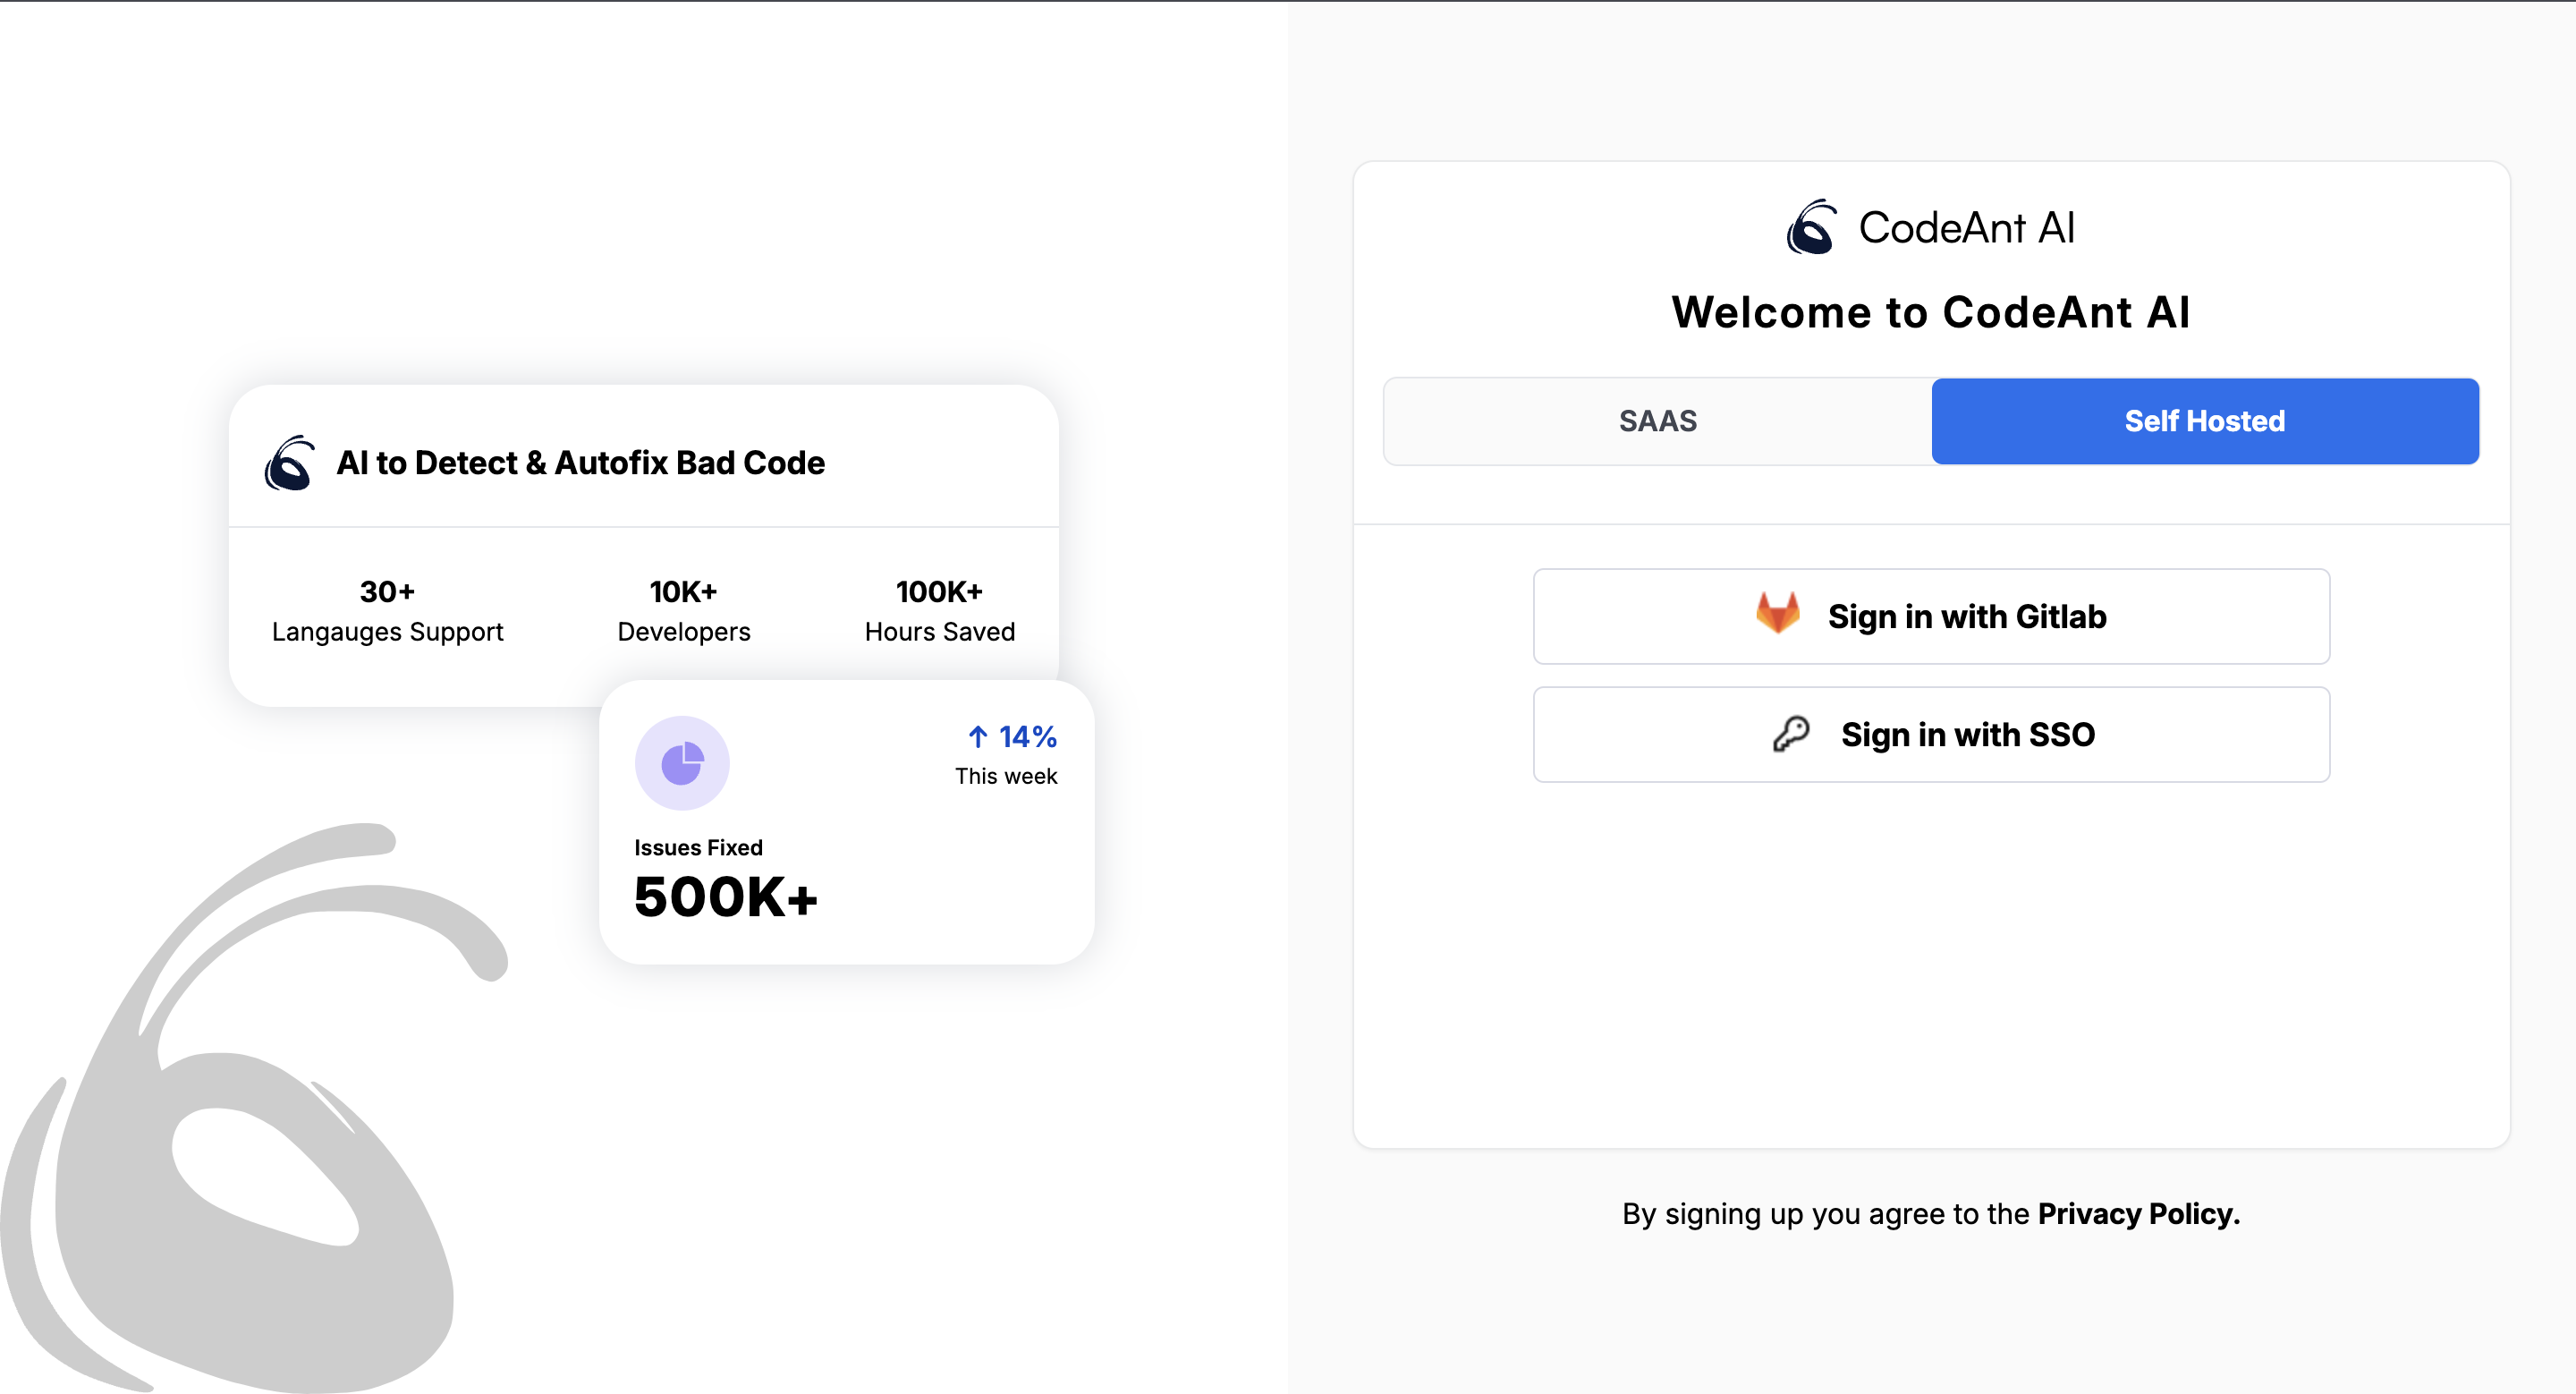 AI to Detect & Autofix Bad Code
30+
Langauges Support
10K+
Developers
100K+
Hours Saved
↑ 14%
This week
Issues Fixed
500K+
CodeAnt AI
Welcome to CodeAnt AI
SAAS
Self Hosted
Sign in with Gitlab
Sign in with SSO
By signing up you agree to the Privacy Policy.